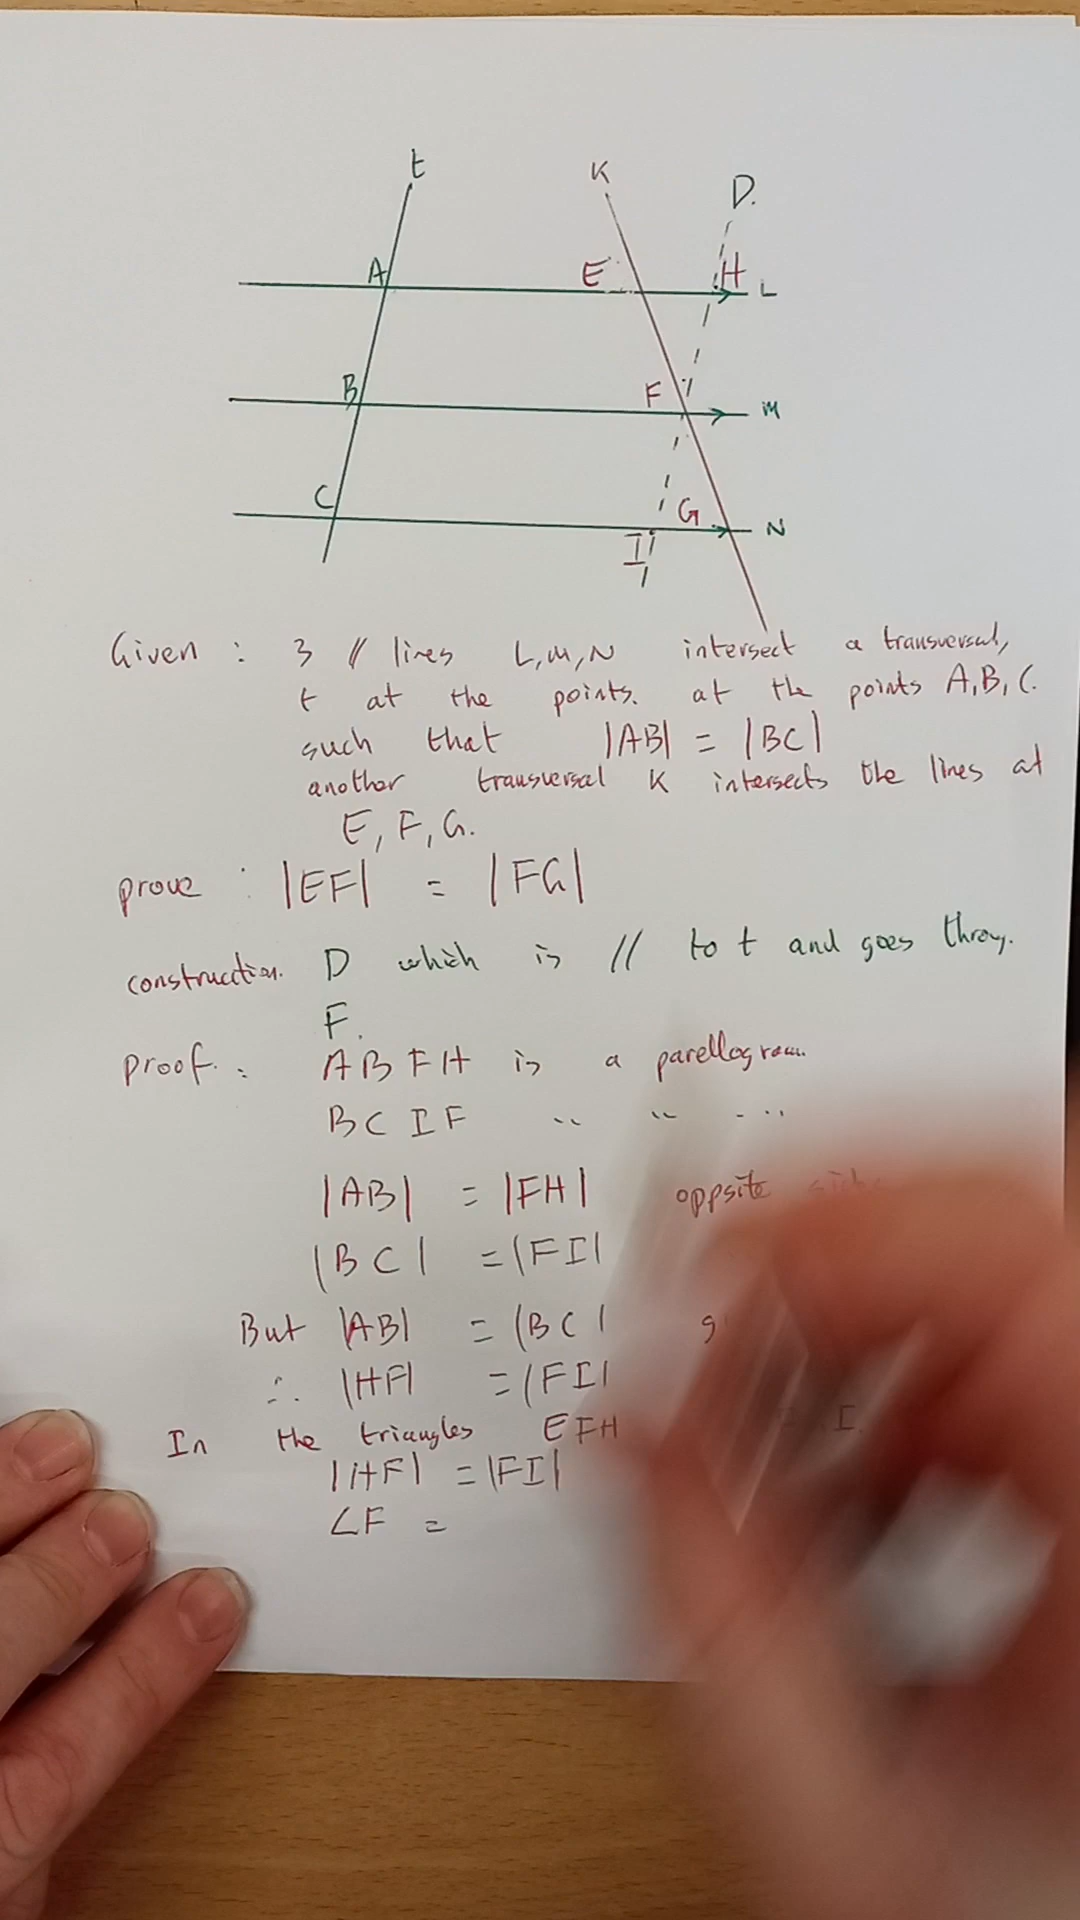 t
K
D.
A
E
H
L
B
F
M
C
G
I
N
Given : 3 // lines L, M, N intersect a transversal,
t at the points. at the points A, B, C.
such that |AB| = |BC|
another transversal K intersects the lines at
E, F, G.
prove : |EF| = |FG|
construction. D which is // to t and goes throu.
F.
Proof. : ABFH is a parellogram.
BCIF " " "
|AB| = |FH| oppsite
|BC| = |FI|
But |AB| = |BC|
∴ |HF| = |FI|
In the triangles EFH I.
|HF| = |FI|
∠F =